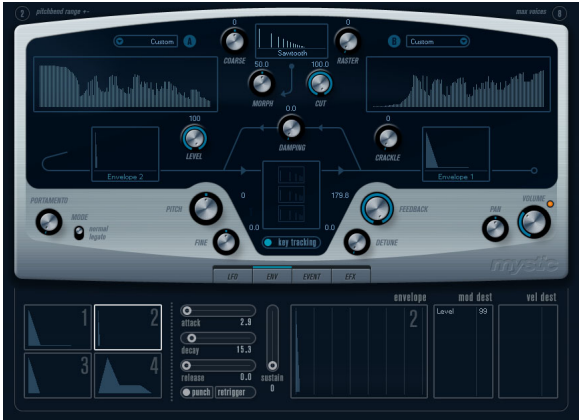 2 pitchbend range +- max voices 8
0 0
Custom A B Custom
COARSE Sawtooth RASTER
50.0 100.0
MORPH CUT
0.0
100 0
LEVEL DAMPING CRACKLE
Envelope 2 Envelope 1
PORTAMENTO PITCH 0 179.6 FEEDBACK PAN VOLUME
MODE
normal
legato
0.0 0.0
FINE key tracking DETUNE
mystic
LFO ENV EVENT EFX
envelope mod dest vel dest
1 2 attack 2.9 2 Level 99
decay 15.3
3 4 release 0.0 sustain
punch retrigger 0